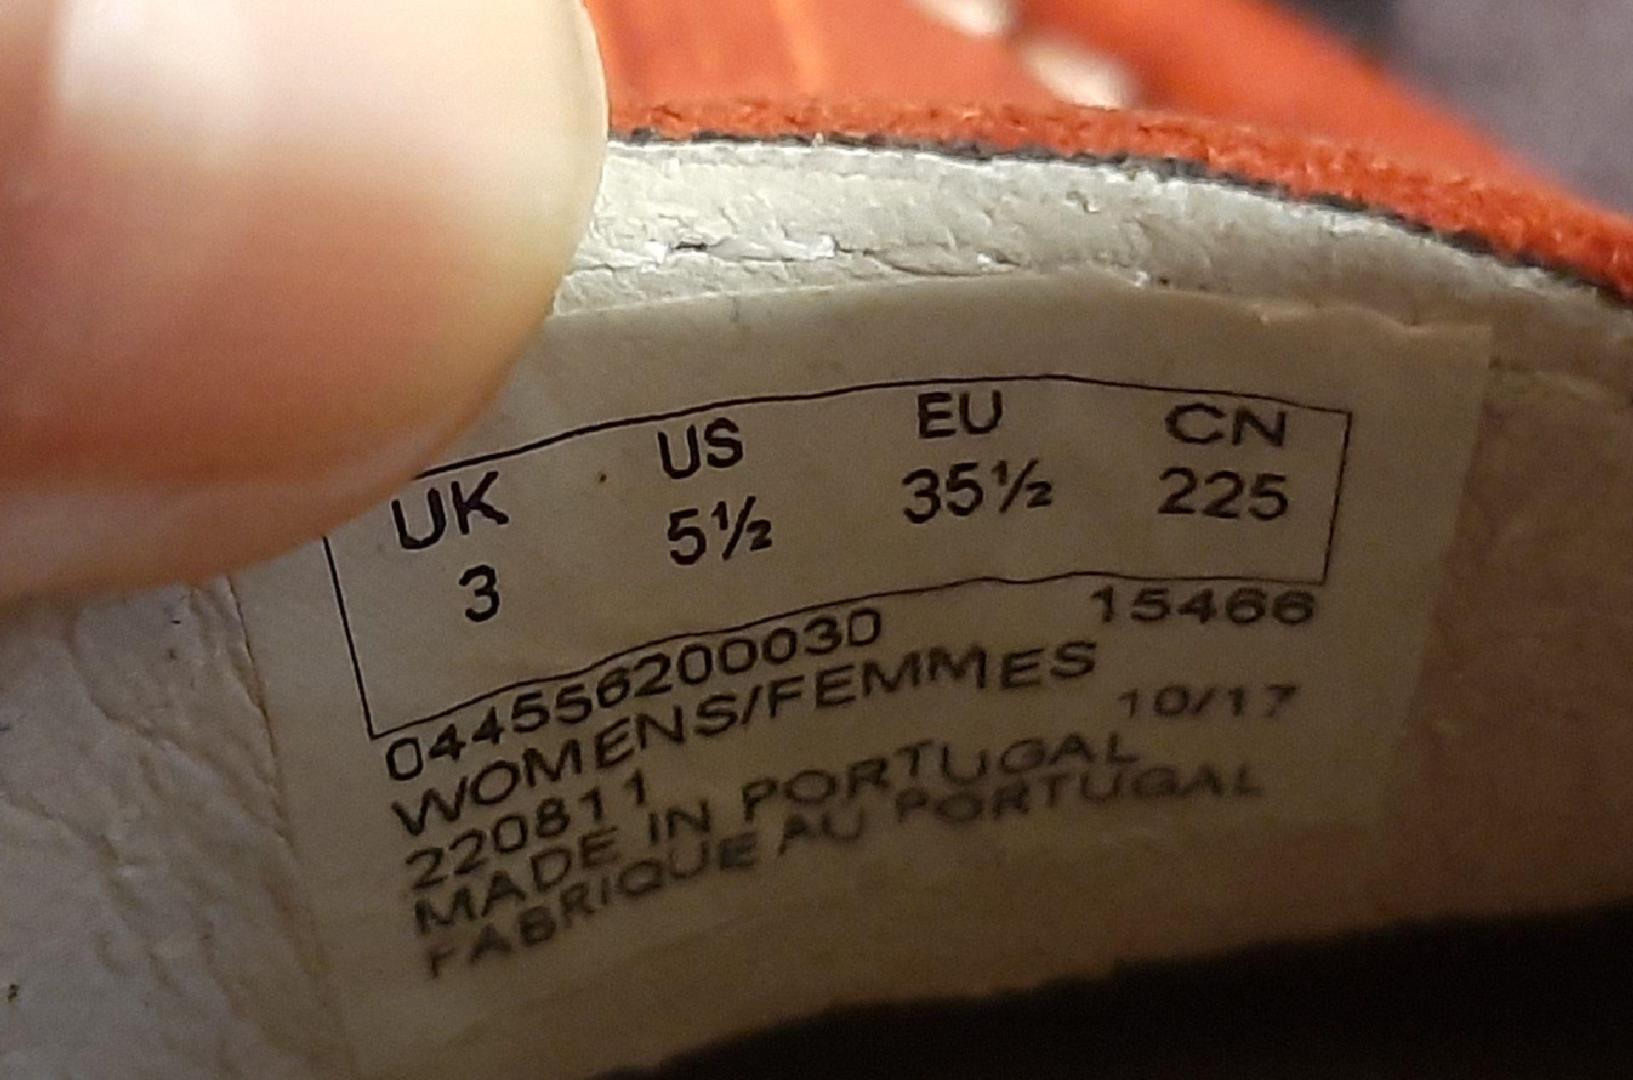 UK US EU CN
3 5½ 35½ 225
044556200030 15466
WOMENS/FEMMES
220811 10/17
MADE IN PORTUGAL
FABRIQUE AU PORTUGAL